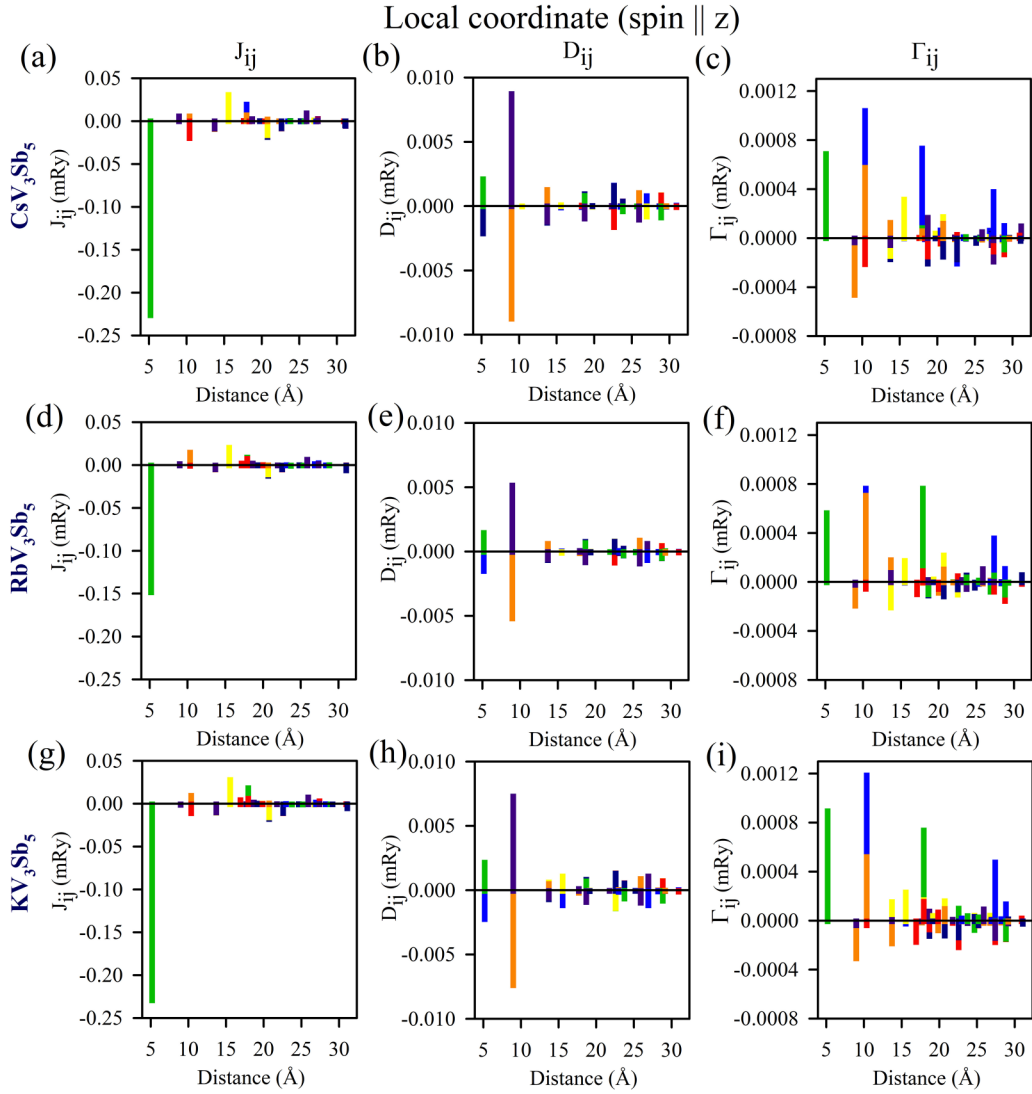 Local coordinate (spin || z)
(a)
J_ij
(b)
D_ij
(c)
Γ_ij
CsV₃Sb₅
J_ij (mRy)
0.05
0.00
-0.05
-0.10
-0.15
-0.20
-0.25
5 10 15 20 25 30
Distance (Å)
D_ij (mRy)
0.010
0.005
0.000
-0.005
-0.010
5 10 15 20 25 30
Distance (Å)
Γ_ij (mRy)
0.0012
0.0008
0.0004
0.0000
-0.0004
-0.0008
5 10 15 20 25 30
Distance (Å)
(d)
(e)
(f)
RbV₃Sb₅
J_ij (mRy)
0.05
0.00
-0.05
-0.10
-0.15
-0.20
-0.25
5 10 15 20 25 30
Distance (Å)
D_ij (mRy)
0.010
0.005
0.000
-0.005
-0.010
5 10 15 20 25 30
Distance (Å)
Γ_ij (mRy)
0.0012
0.0008
0.0004
0.0000
-0.0004
-0.0008
5 10 15 20 25 30
Distance (Å)
(g)
(h)
(i)
KV₃Sb₅
J_ij (mRy)
0.05
0.00
-0.05
-0.10
-0.15
-0.20
-0.25
5 10 15 20 25 30
Distance (Å)
D_ij (mRy)
0.010
0.005
0.000
-0.005
-0.010
5 10 15 20 25 30
Distance (Å)
Γ_ij (mRy)
0.0012
0.0008
0.0004
0.0000
-0.0004
-0.0008
5 10 15 20 25 30
Distance (Å)